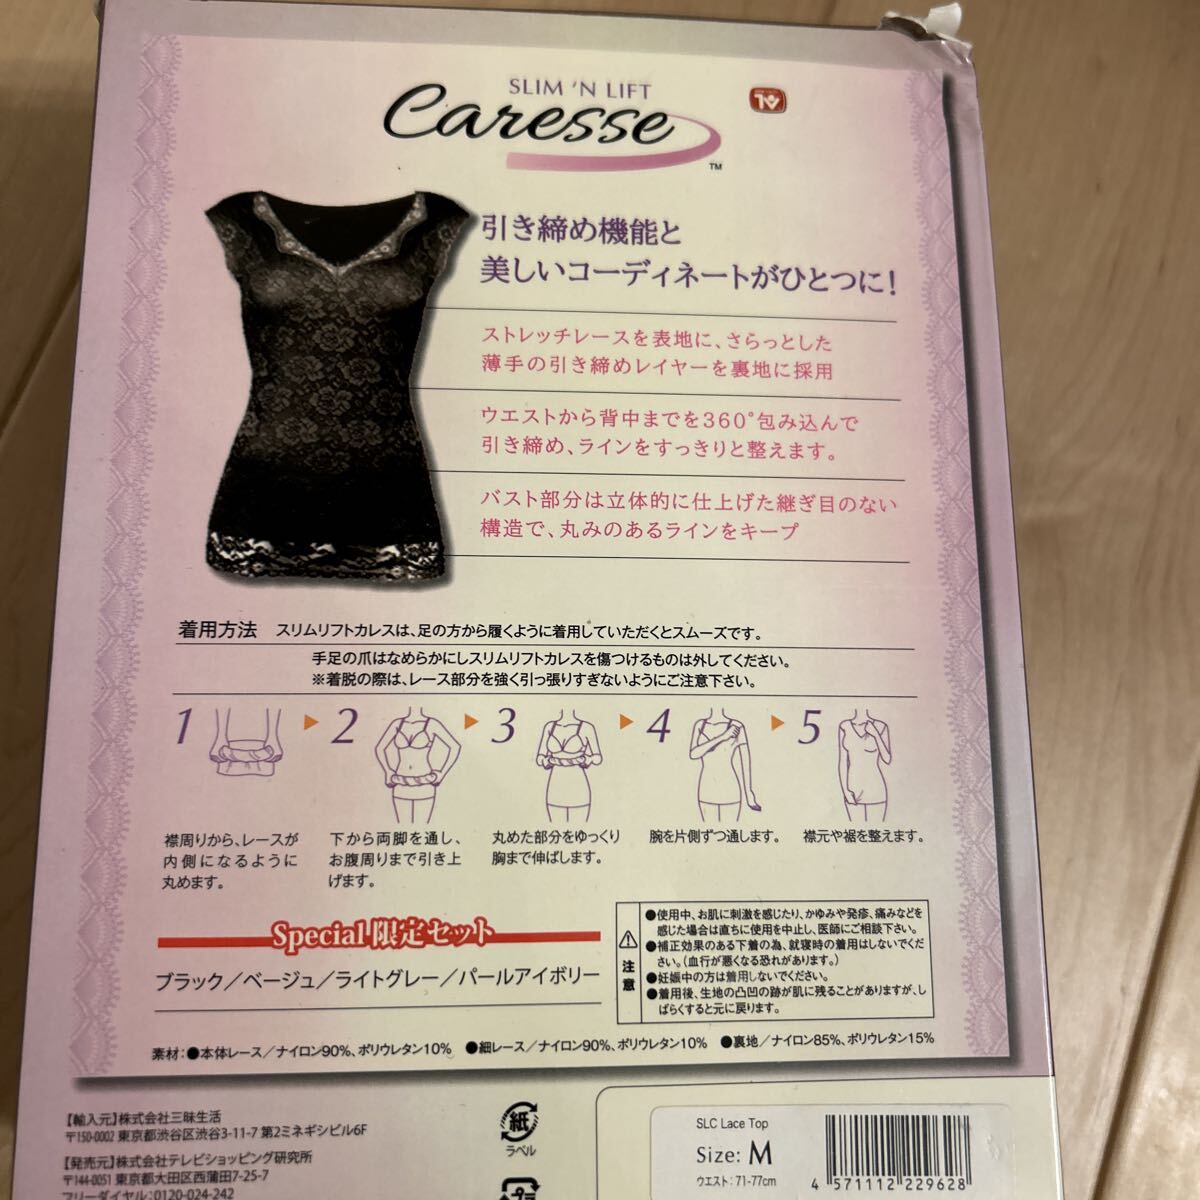 SLIM 'N LIFT
Caresse
TM
引き締め機能と
美しいコーディネートがひとつに!
ストレッチレースを表地に、さらっとした
薄手の引き締めレイヤーを裏地に採用
ウエストから背中までを360°包み込んで
引き締め、ラインをすっきりと整えます。
バスト部分は立体的に仕上げた継ぎ目のない
構造で、丸みのあるラインをキープ
着用方法 スリムリフトカレスは、足の方から履くように着用していただくとスムーズです。
手足の爪はなめらかにしスリムリフトカレスを傷つけるものは外してください。
※着脱の際は、レース部分を強く引っ張りすぎないようにご注意下さい。
1 2 3 4 5
襟周りから、レースが
内側になるように
丸めます。
下から両脚を通し、
お腹周りまで引き上
げます。
丸めた部分をゆっくり
胸まで伸ばします。
腕を片側ずつ通します。
襟元や裾を整えます。
Special 限定セット
ブラック/ベージュ/ライトグレー/パールアイボリー
注意
●使用中、お肌に刺激を感じたり、かゆみや発疹、痛みなどを
感じた場合は直ちに使用を中止し、医師にご相談下さい。
●補正効果のある下着の為、就寝時の着用はしないでくだ
さい。(血行が悪くなる恐れがあります。)
●妊娠中の方は着用しないでください。
●着用後、生地の凸凹の跡が肌に残ることがありますが、し
ばらくすると元に戻ります。
素材:●本体レース/ナイロン90%、ポリウレタン10% ●細レース/ナイロン90%、ポリウレタン10% ●裏地/ナイロン85%、ポリウレタン15%
【輸入元】株式会社三昧生活
〒150-0002 東京都渋谷区渋谷3-11-7 第2ミネギシビル6F
【発売元】株式会社テレビショッピング研究所
〒144-0051 東京都大田区西蒲田7-25-7
フリーダイヤル:0120-024-242
紙
ラベル
プラ
SLC Lace Top
Size: M
ウエスト:71-77cm
4 571112 229628